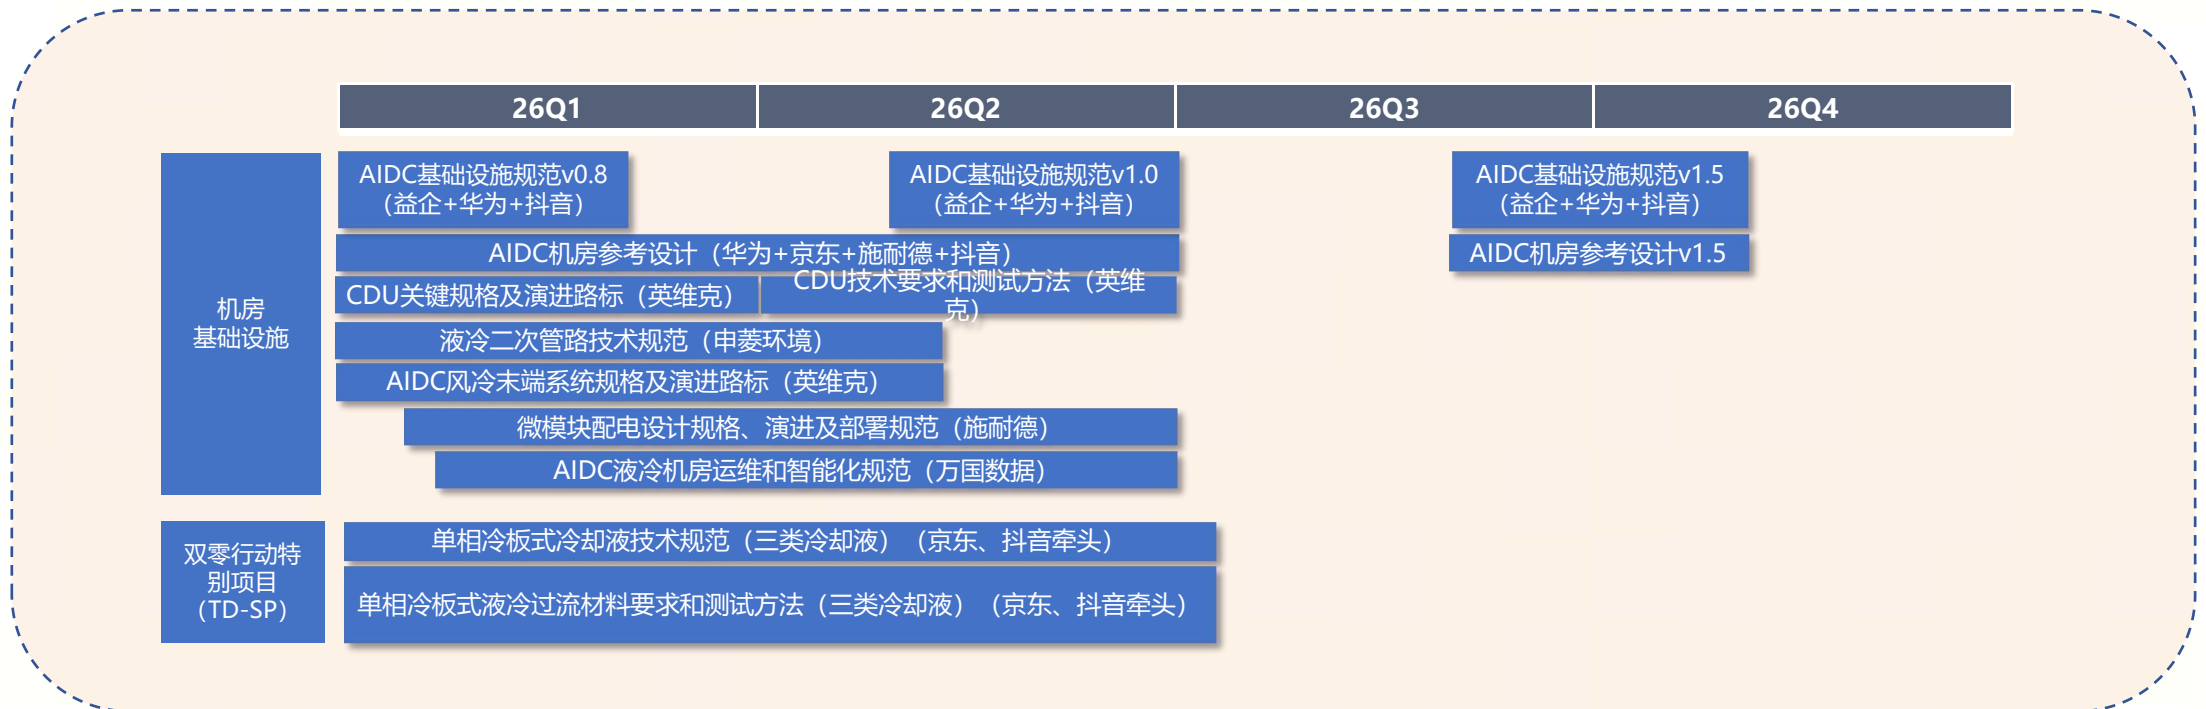 26Q1
26Q2
26Q3
26Q4
机房
基础设施
AIDC基础设施规范v0.8
（益企+华为+抖音）
AIDC基础设施规范v1.0
（益企+华为+抖音）
AIDC基础设施规范v1.5
（益企+华为+抖音）
AIDC机房参考设计（华为+京东+施耐德+抖音）
AIDC机房参考设计v1.5
CDU关键规格及演进路标（英维克）
CDU技术要求和测试方法（英维
克）
液冷二次管路技术规范（申菱环境）
AIDC风冷末端系统规格及演进路标（英维克）
微模块配电设计规格、演进及部署规范（施耐德）
AIDC液冷机房运维和智能化规范（万国数据）
双零行动特
别项目
（TD-SP）
单相冷板式冷却液技术规范（三类冷却液）（京东、抖音牵头）
单相冷板式液冷过流材料要求和测试方法（三类冷却液）（京东、抖音牵头）